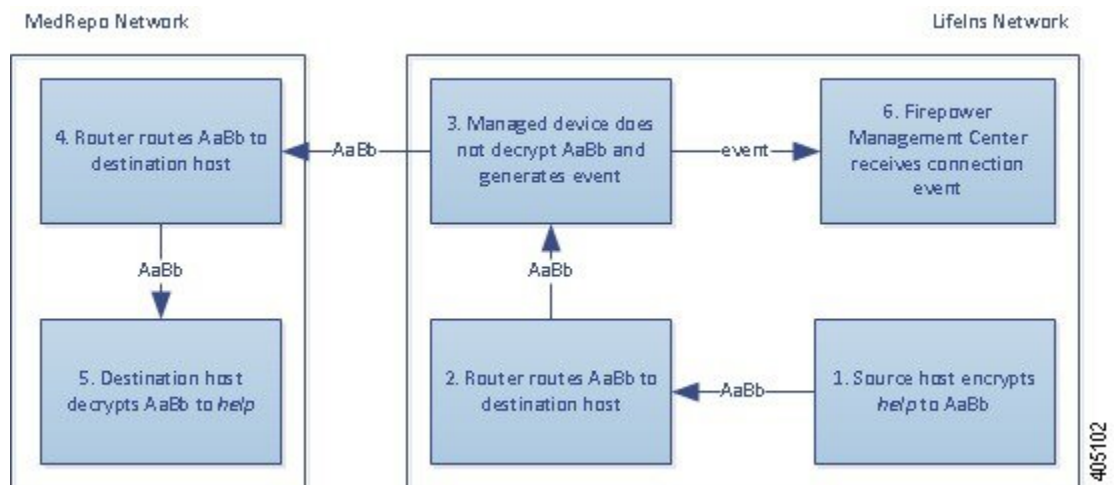 MedRepo Network
LifeIns Network
4. Router routes AaBb to
destination host
AaBb
3. Managed device does
not decrypt AaBb and
generates event
event
6. Firepower
Management Center
receives connection
event
AaBb
AaBb
5. Destination host
decrypts AaBb to help
2. Router routes AaBb to
destination host
AaBb
1. Source host encrypts
help to AaBb
405102